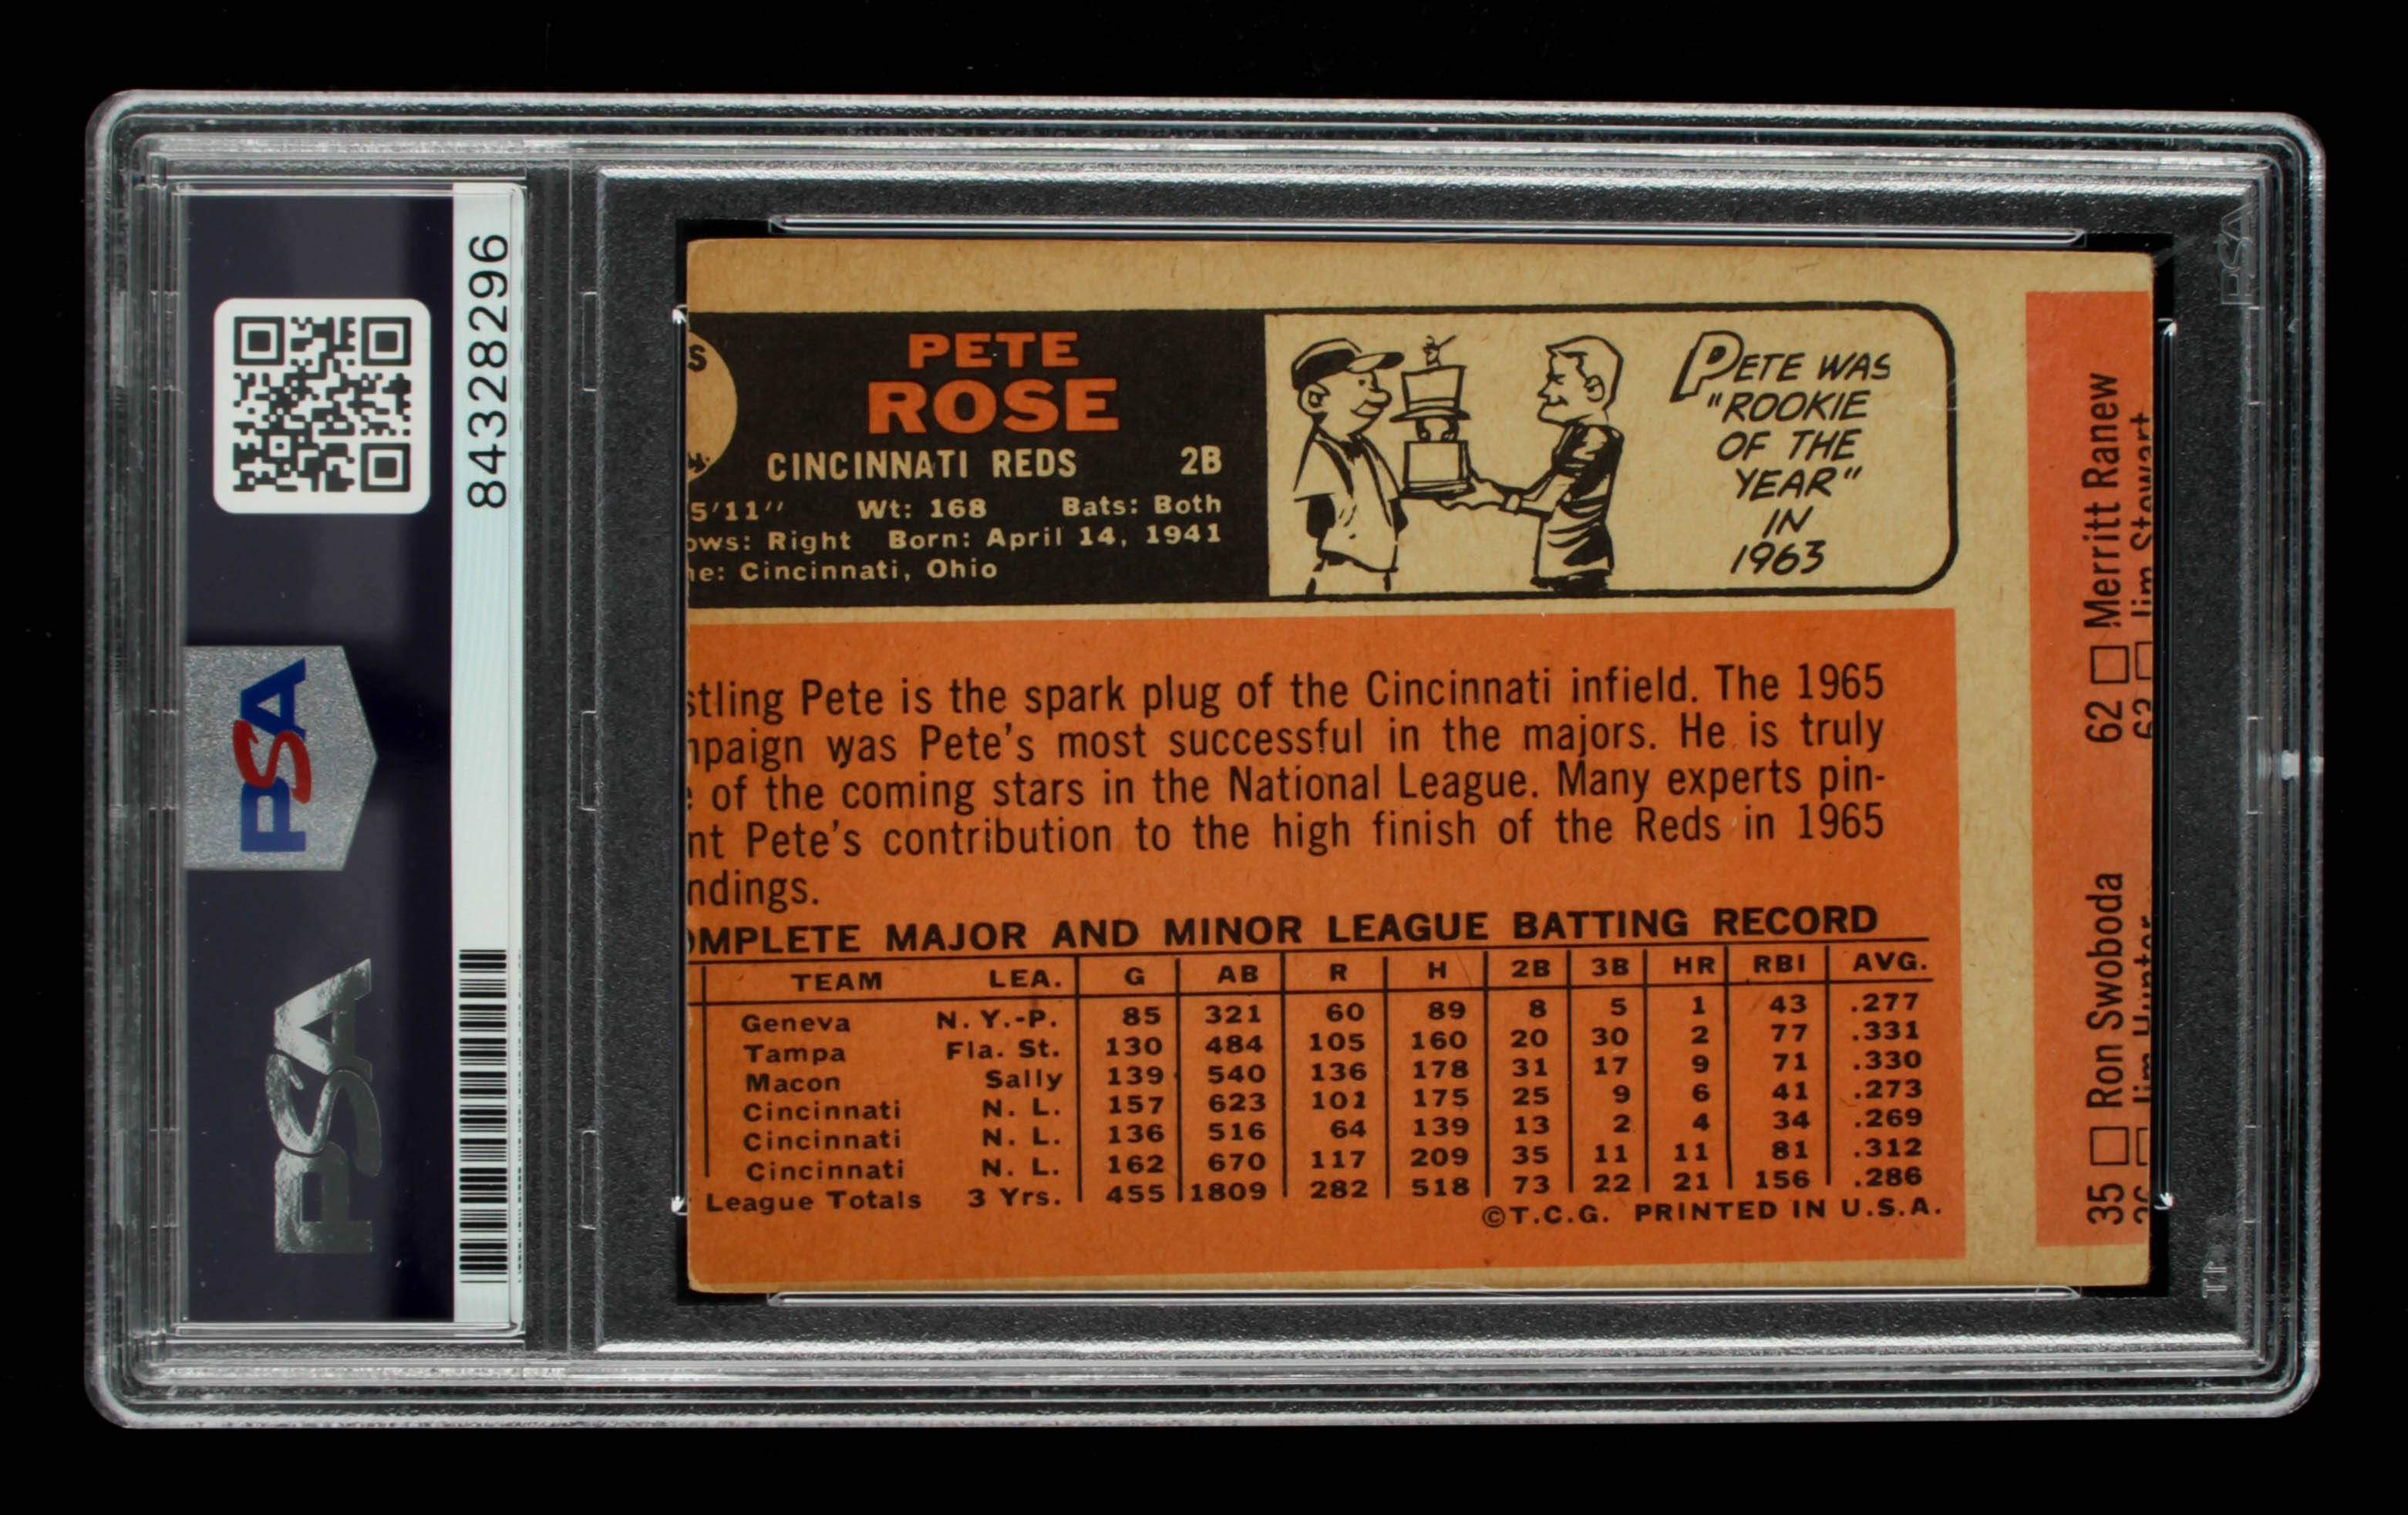 84328296
PSA
PSA
PETE
ROSE
CINCINNATI REDS 2B
5'11" Wt: 168 Bats: Both
ows: Right Born: April 14, 1941
e: Cincinnati, Ohio
PETE WAS
"ROOKIE
OF THE
YEAR"
IN
1963
stling Pete is the spark plug of the Cincinnati infield. The 1965
mpaign was Pete's most successful in the majors. He is truly
e of the coming stars in the National League. Many experts pin-
nt Pete's contribution to the high finish of the Reds in 1965
ndings.
OMPLETE MAJOR AND MINOR LEAGUE BATTING RECORD
TEAM LEA. G AB R H 2B 3B HR RBI AVG.
Geneva N. Y.-P. 85 321 60 89 8 5 1 43 .277
Tampa Fla. St. 130 484 105 160 20 30 2 77 .331
Macon Sally 139 540 136 178 31 17 9 71 .330
Cincinnati N. L. 157 623 101 175 25 9 6 41 .273
Cincinnati N. L. 136 516 64 139 13 2 4 34 .269
Cincinnati N. L. 162 670 117 209 35 11 11 81 .312
League Totals 3 Yrs. 455 1809 282 518 73 22 21 156 .286
©T.C.G. PRINTED IN U.S.A.
35 Ron Swoboda 62 Merritt Ranew
36 Jim Hunter 63 Jim Stewart
PSA